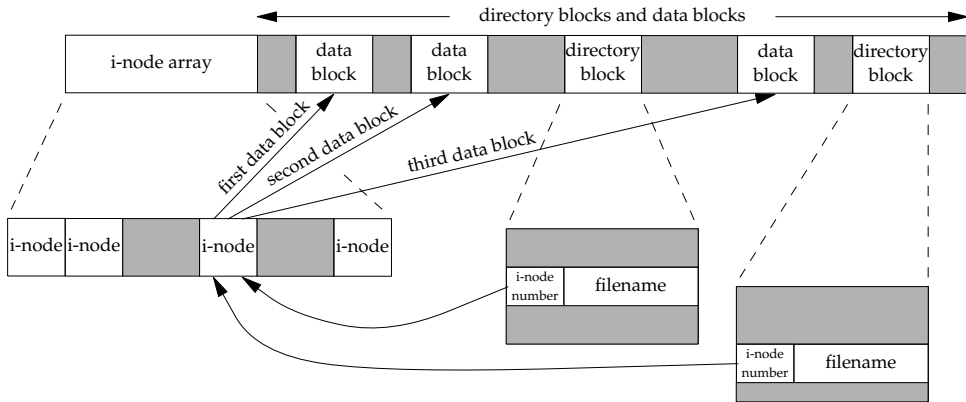 directory blocks and data blocks
i-node array
data
block
data
block
directory
block
data
block
directory
block
first data block
second data block
third data block
i-node
i-node
i-node
i-node
i-node
number
filename
i-node
number
filename